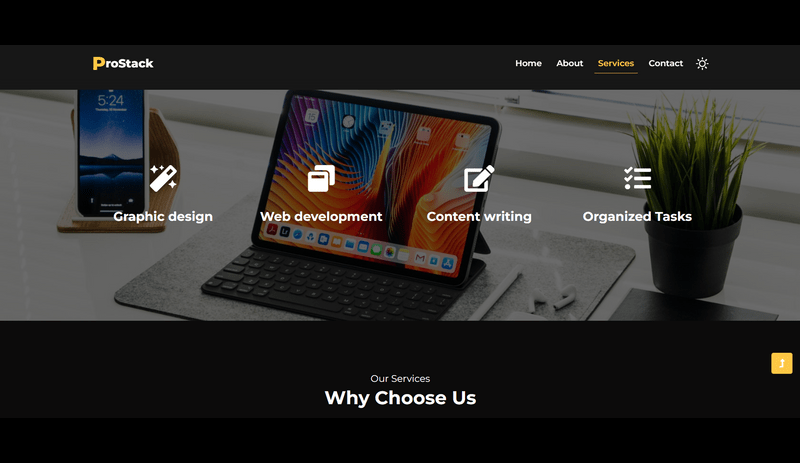 ProStack
Home About Services Contact
5:24
Graphic design Web development Content writing Organized Tasks
Our Services
Why Choose Us